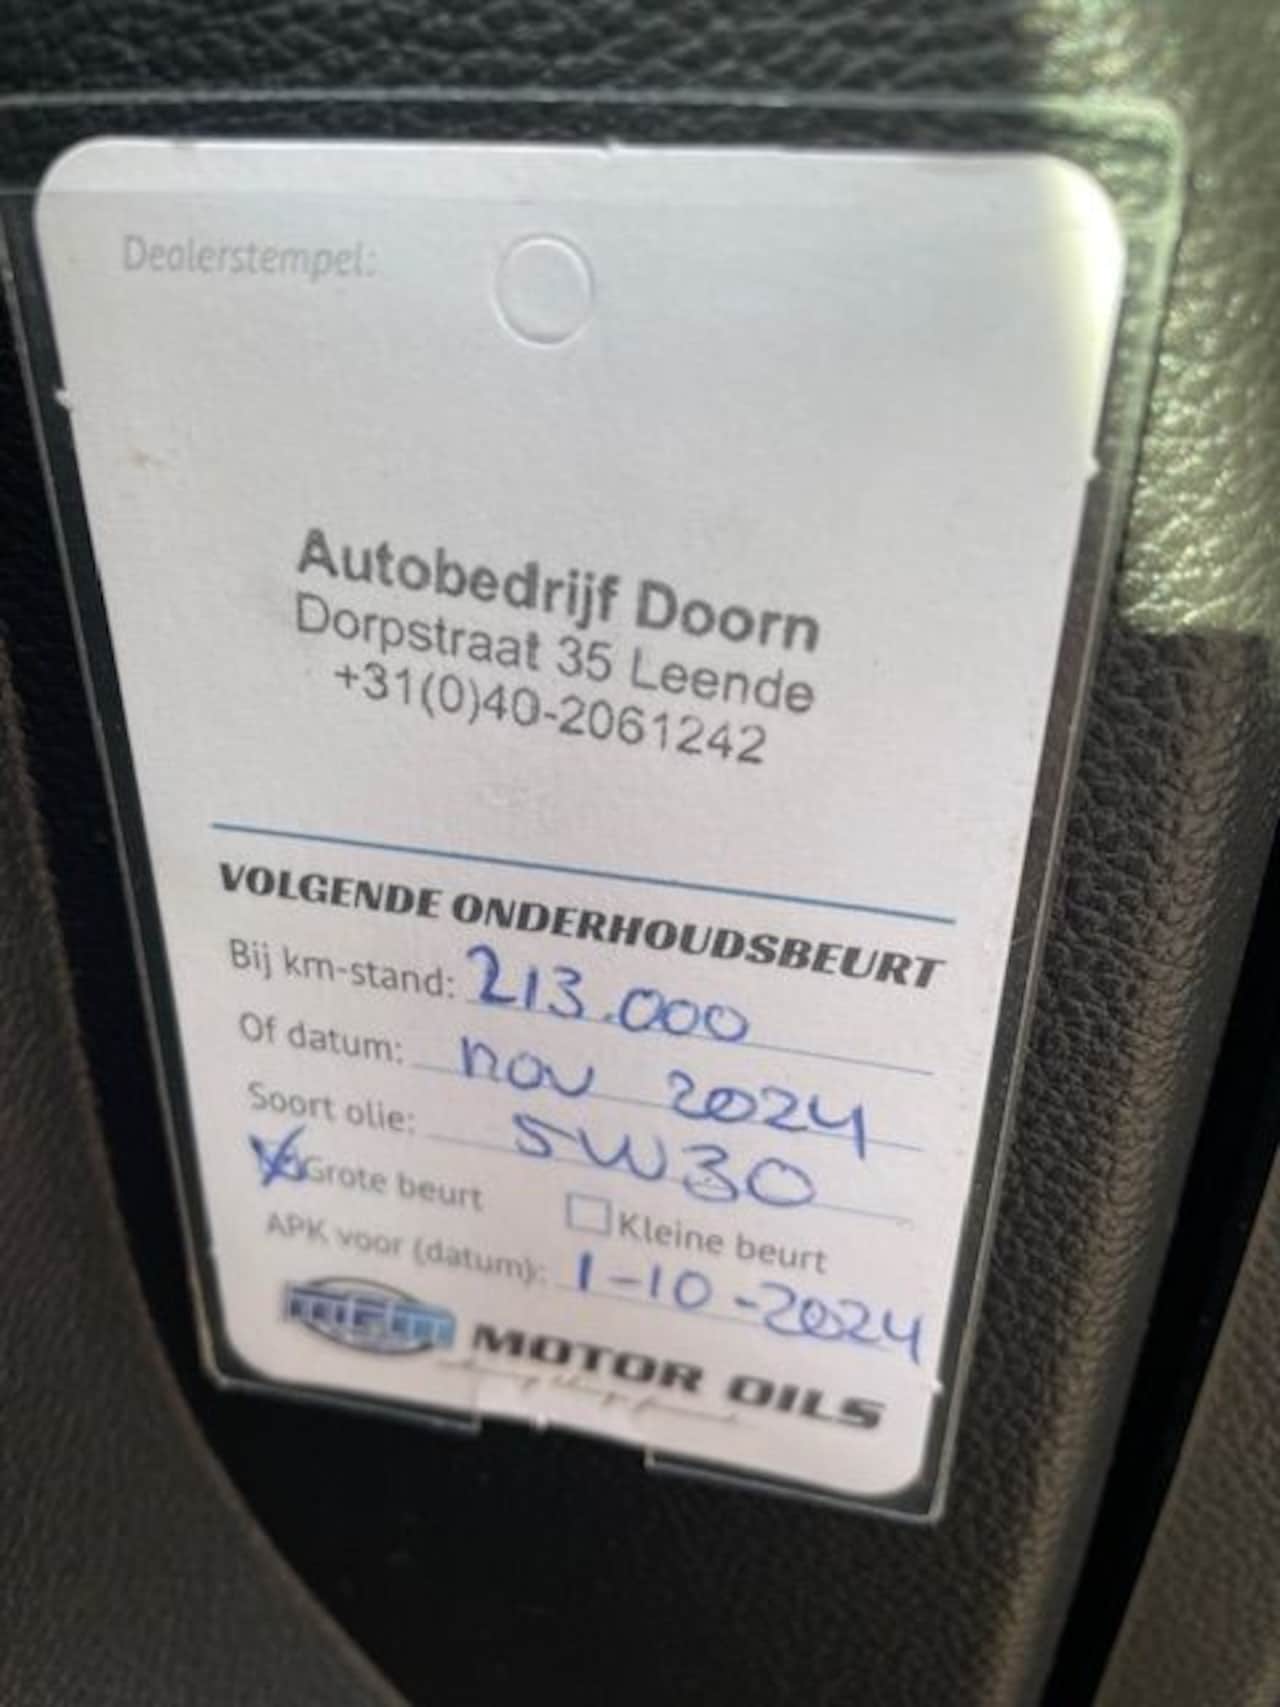 Dealerstempel:
Autobedrijf Doorn
Dorpstraat 35 Leende
+31(0)40-2061242
VOLGENDE ONDERHOUDSBEURT
Bij km-stand: 213.000
Of datum: nov 2024
Soort olie: 5W30
Grote beurt Kleine beurt
APK voor (datum): 1-10-2024
MOTOR OILS